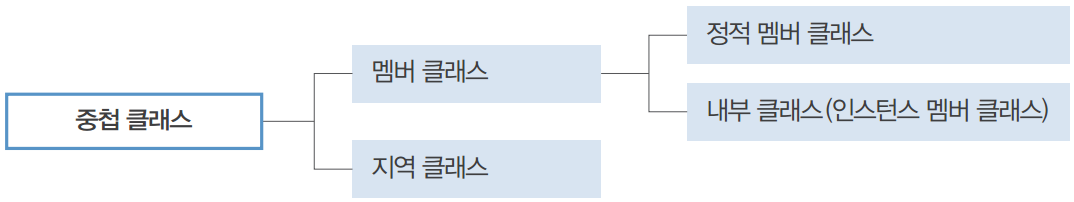 중첩 클래스
멤버 클래스
지역 클래스
정적 멤버 클래스
내부 클래스(인스턴스 멤버 클래스)